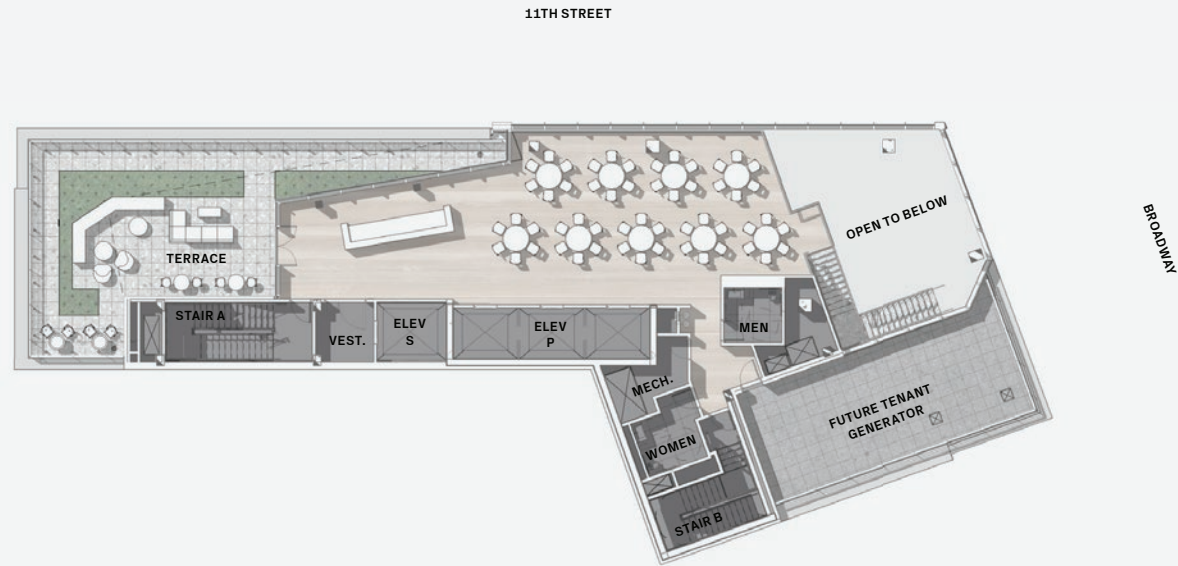 11TH STREET
BROADWAY
OPEN TO BELOW
TERRACE
STAIR A
VEST.
ELEV
S
ELEV
P
MEN
MECH.
WOMEN
STAIR B
FUTURE TENANT
GENERATOR